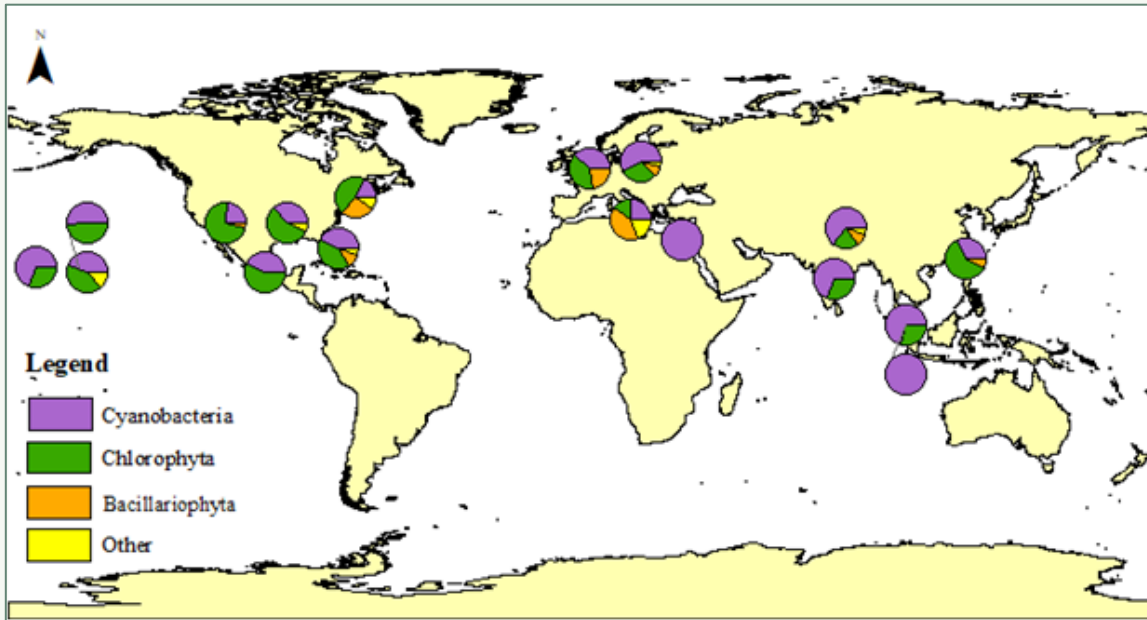 N
Legend
Cyanobacteria
Chlorophyta
Bacillariophyta
Other